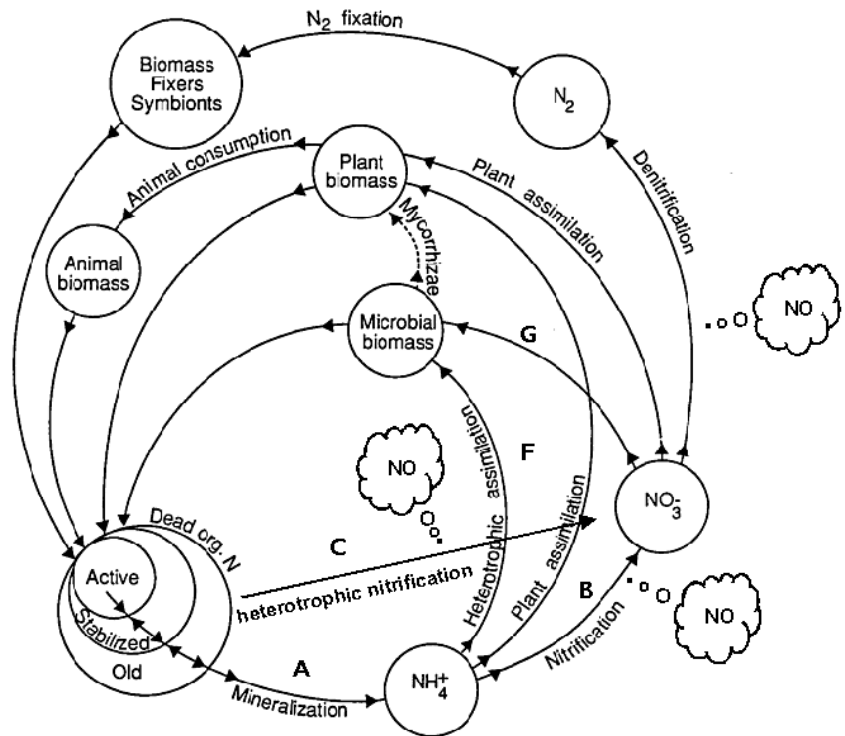 N2 fixation
Biomass
Fixers
Symbionts
N2
Animal consumption
Plant
biomass
Plant assimilation
Denitrification
Mycorrhizae
Animal
biomass
NO
Microbial
biomass
G
Heterotrophic assimilation
F
NO
Plant assimilation
NO3-
Dead org. N
C
Active
heterotrophic nitrification
B
NO
Stabilized
Nitrification
Old
A
NH4+
Mineralization